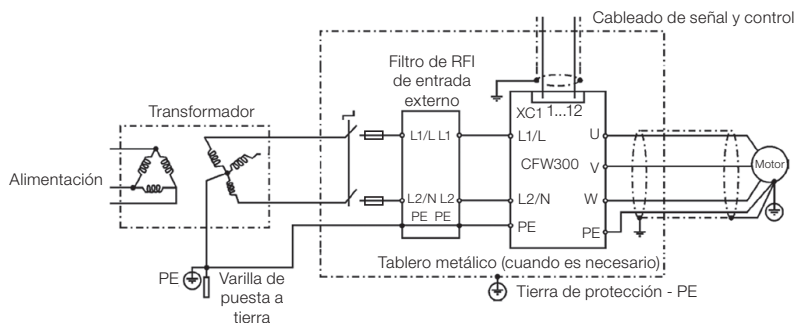 Cableado de señal y control
Filtro de RFI
de entrada
externo
Transformador
XC1 1...12
L1/L L1
L1/L
U
CFW300
V
Motor
Alimentación
L2/N L2
L2/N
W
PE PE
PE
PE
Tablero metálico (cuando es necesario)
PE
Varilla de
puesta a
tierra
Tierra de protección - PE